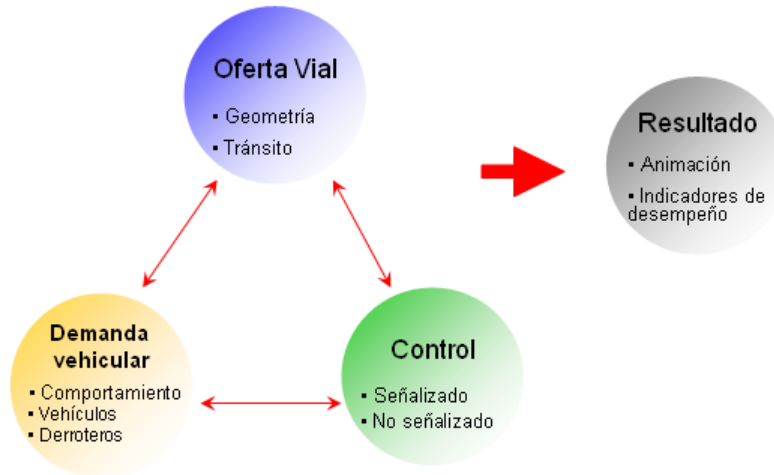 Oferta Vial
▪ Geometría
▪ Tránsito
Resultado
▪ Animación
▪ Indicadores de
desempeño
Demanda
vehicular
▪ Comportamiento
▪ Vehículos
▪ Derroteros
Control
▪ Señalizado
▪ No señalizado